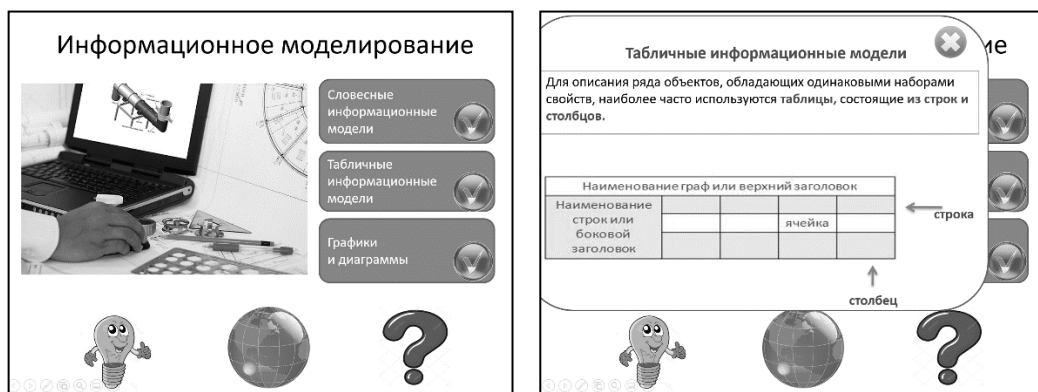 Информационное моделирование
Словесные
информационные
модели
Табличные
информационные
модели
Графики
и диаграммы
ие
Табличные информационные модели
Для описания ряда объектов, обладающих одинаковыми наборами
свойств, наиболее часто используются таблицы, состоящие из строк и
столбцов.
Наименование граф или верхний заголовок
Наименование
строк или
боковой
заголовок
ячейка
строка
столбец